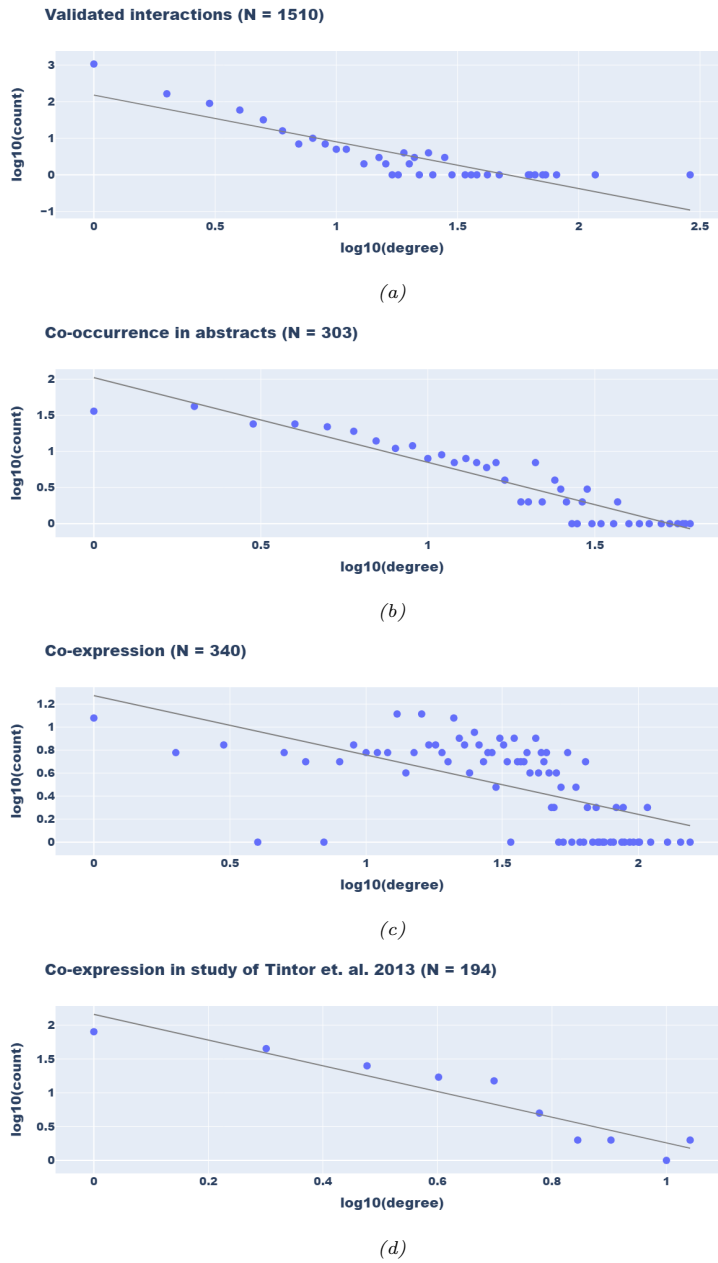 Validated interactions (N = 1510)
3
2
1
0
−1
log10(count)
0 0.5 1 1.5 2 2.5
log10(degree)
(a)
Co-occurrence in abstracts (N = 303)
2
1.5
1
0.5
0
log10(count)
0 0.5 1 1.5
log10(degree)
(b)
Co-expression (N = 340)
1.2
1
0.8
0.6
0.4
0.2
0
log10(count)
0 0.5 1 1.5 2
log10(degree)
(c)
Co-expression in study of Tintor et. al. 2013 (N = 194)
2
1.5
1
0.5
0
log10(count)
0 0.2 0.4 0.6 0.8 1
log10(degree)
(d)